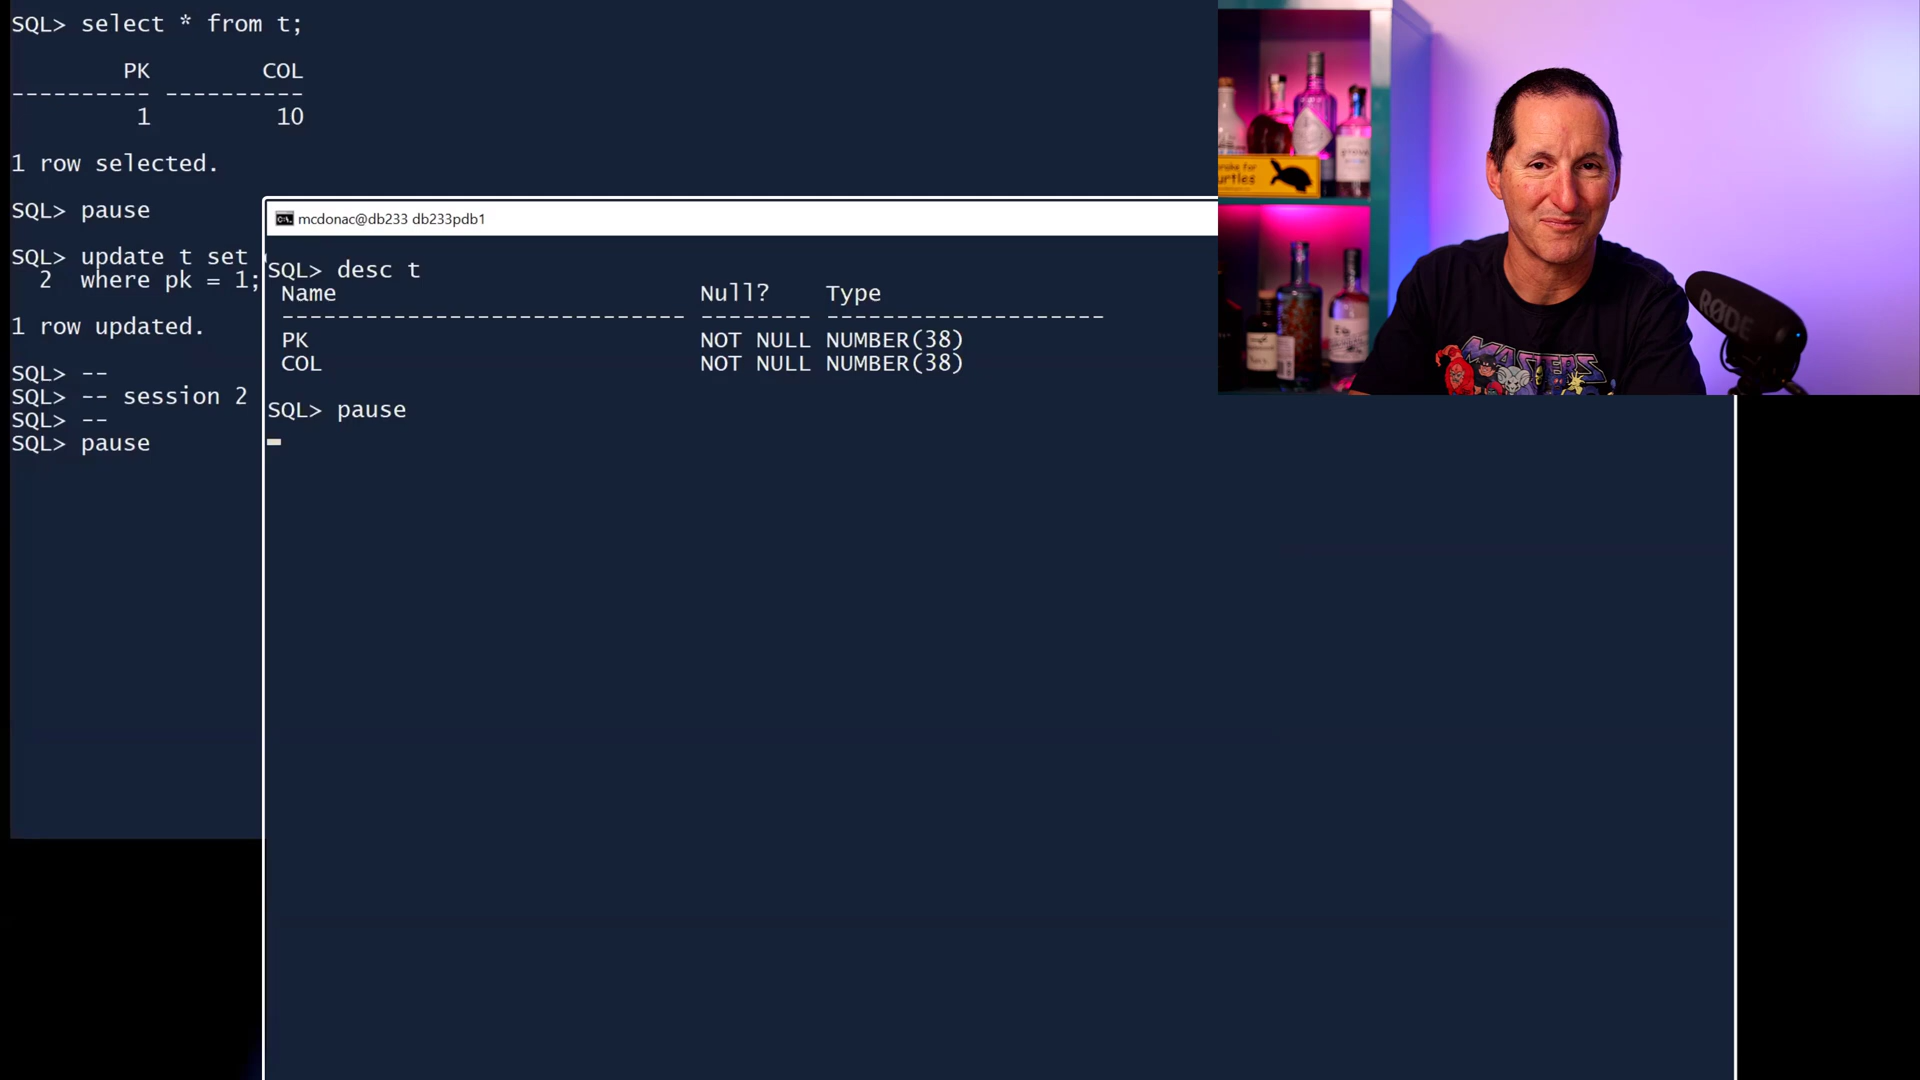 SQL> select * from t;
PK COL
---------- ----------
1 10
1 row selected.
SQL> pause
SQL> update t set
2 where pk = 1;
1 row updated.
SQL> --
SQL> -- session 2
SQL> --
SQL> pause
mcdonac@db233 db233pdb1
SQL> desc t
Name Null? Type
----------------------------- -------- --------------------
PK NOT NULL NUMBER(38)
COL NOT NULL NUMBER(38)
SQL> pause
RØDE
MASTERS